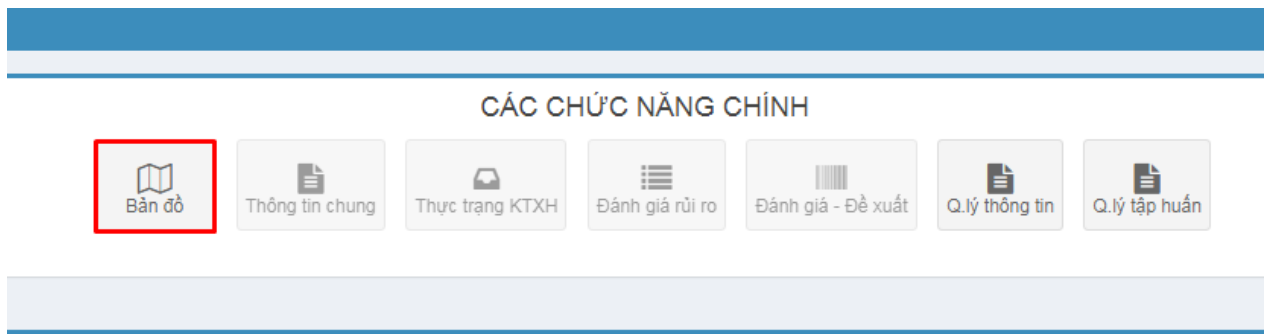 CÁC CHỨC NĂNG CHÍNH
Bản đồ
Thông tin chung
Thực trạng KTXH
Đánh giá rủi ro
Đánh giá - Đề xuất
Q.lý thông tin
Q.lý tập huấn